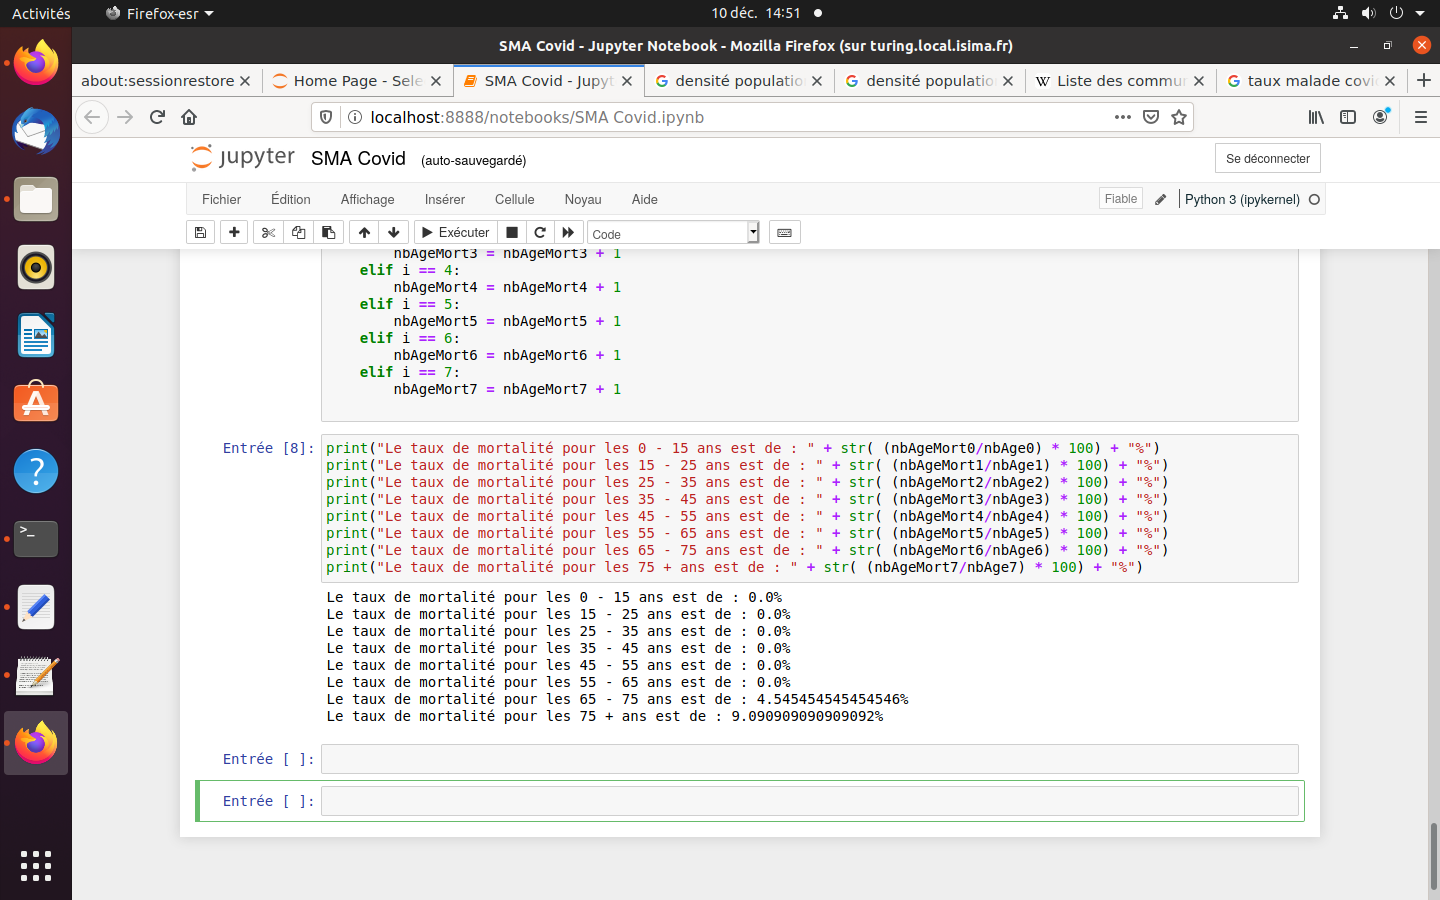 Activités
Firefox-esr
10 déc. 14:51
SMA Covid - Jupyter Notebook - Mozilla Firefox (sur turing.local.isima.fr)
about:sessionrestore
Home Page - Sele
SMA Covid - Jupyt
densité populatio
densité populatio
Liste des commu
taux malade covi
localhost:8888/notebooks/SMA Covid.ipynb
jupyter SMA Covid (auto-sauvegardé)
Se déconnecter
Fichier Édition Affichage Insérer Cellule Noyau Aide
Fiable
Python 3 (ipykernel)
Exécuter
Code
nbAgeMort3 = nbAgeMort3 + 1
elif i == 4:
nbAgeMort4 = nbAgeMort4 + 1
elif i == 5:
nbAgeMort5 = nbAgeMort5 + 1
elif i == 6:
nbAgeMort6 = nbAgeMort6 + 1
elif i == 7:
nbAgeMort7 = nbAgeMort7 + 1
Entrée [8]:
print("Le taux de mortalité pour les 0 - 15 ans est de : " + str( (nbAgeMort0/nbAge0) * 100) + "%")
print("Le taux de mortalité pour les 15 - 25 ans est de : " + str( (nbAgeMort1/nbAge1) * 100) + "%")
print("Le taux de mortalité pour les 25 - 35 ans est de : " + str( (nbAgeMort2/nbAge2) * 100) + "%")
print("Le taux de mortalité pour les 35 - 45 ans est de : " + str( (nbAgeMort3/nbAge3) * 100) + "%")
print("Le taux de mortalité pour les 45 - 55 ans est de : " + str( (nbAgeMort4/nbAge4) * 100) + "%")
print("Le taux de mortalité pour les 55 - 65 ans est de : " + str( (nbAgeMort5/nbAge5) * 100) + "%")
print("Le taux de mortalité pour les 65 - 75 ans est de : " + str( (nbAgeMort6/nbAge6) * 100) + "%")
print("Le taux de mortalité pour les 75 + ans est de : " + str( (nbAgeMort7/nbAge7) * 100) + "%")
Le taux de mortalité pour les 0 - 15 ans est de : 0.0%
Le taux de mortalité pour les 15 - 25 ans est de : 0.0%
Le taux de mortalité pour les 25 - 35 ans est de : 0.0%
Le taux de mortalité pour les 35 - 45 ans est de : 0.0%
Le taux de mortalité pour les 45 - 55 ans est de : 0.0%
Le taux de mortalité pour les 55 - 65 ans est de : 0.0%
Le taux de mortalité pour les 65 - 75 ans est de : 4.545454545454546%
Le taux de mortalité pour les 75 + ans est de : 9.090909090909092%
Entrée [ ]:
Entrée [ ]: